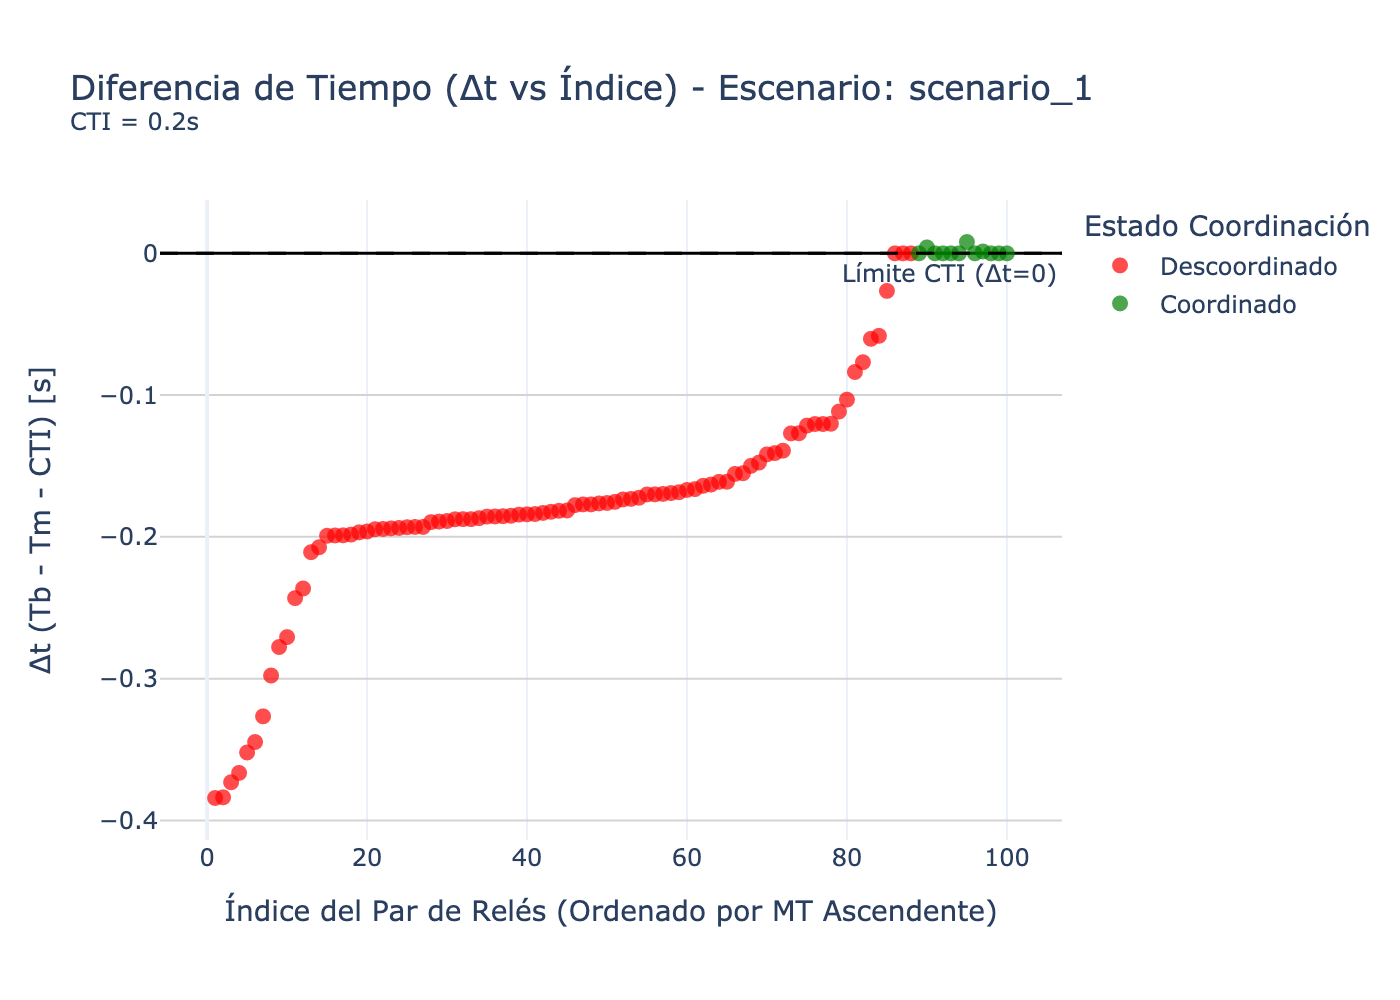 Diferencia de Tiempo (Δt vs Índice) - Escenario: scenario_1
CTI = 0.2s
Estado Coordinación
Descoordinado
Coordinado
Límite CTI (Δt=0)
Δt (Tb - Tm - CTI) [s]
0
−0.1
−0.2
−0.3
−0.4
0 20 40 60 80 100
Índice del Par de Relés (Ordenado por MT Ascendente)